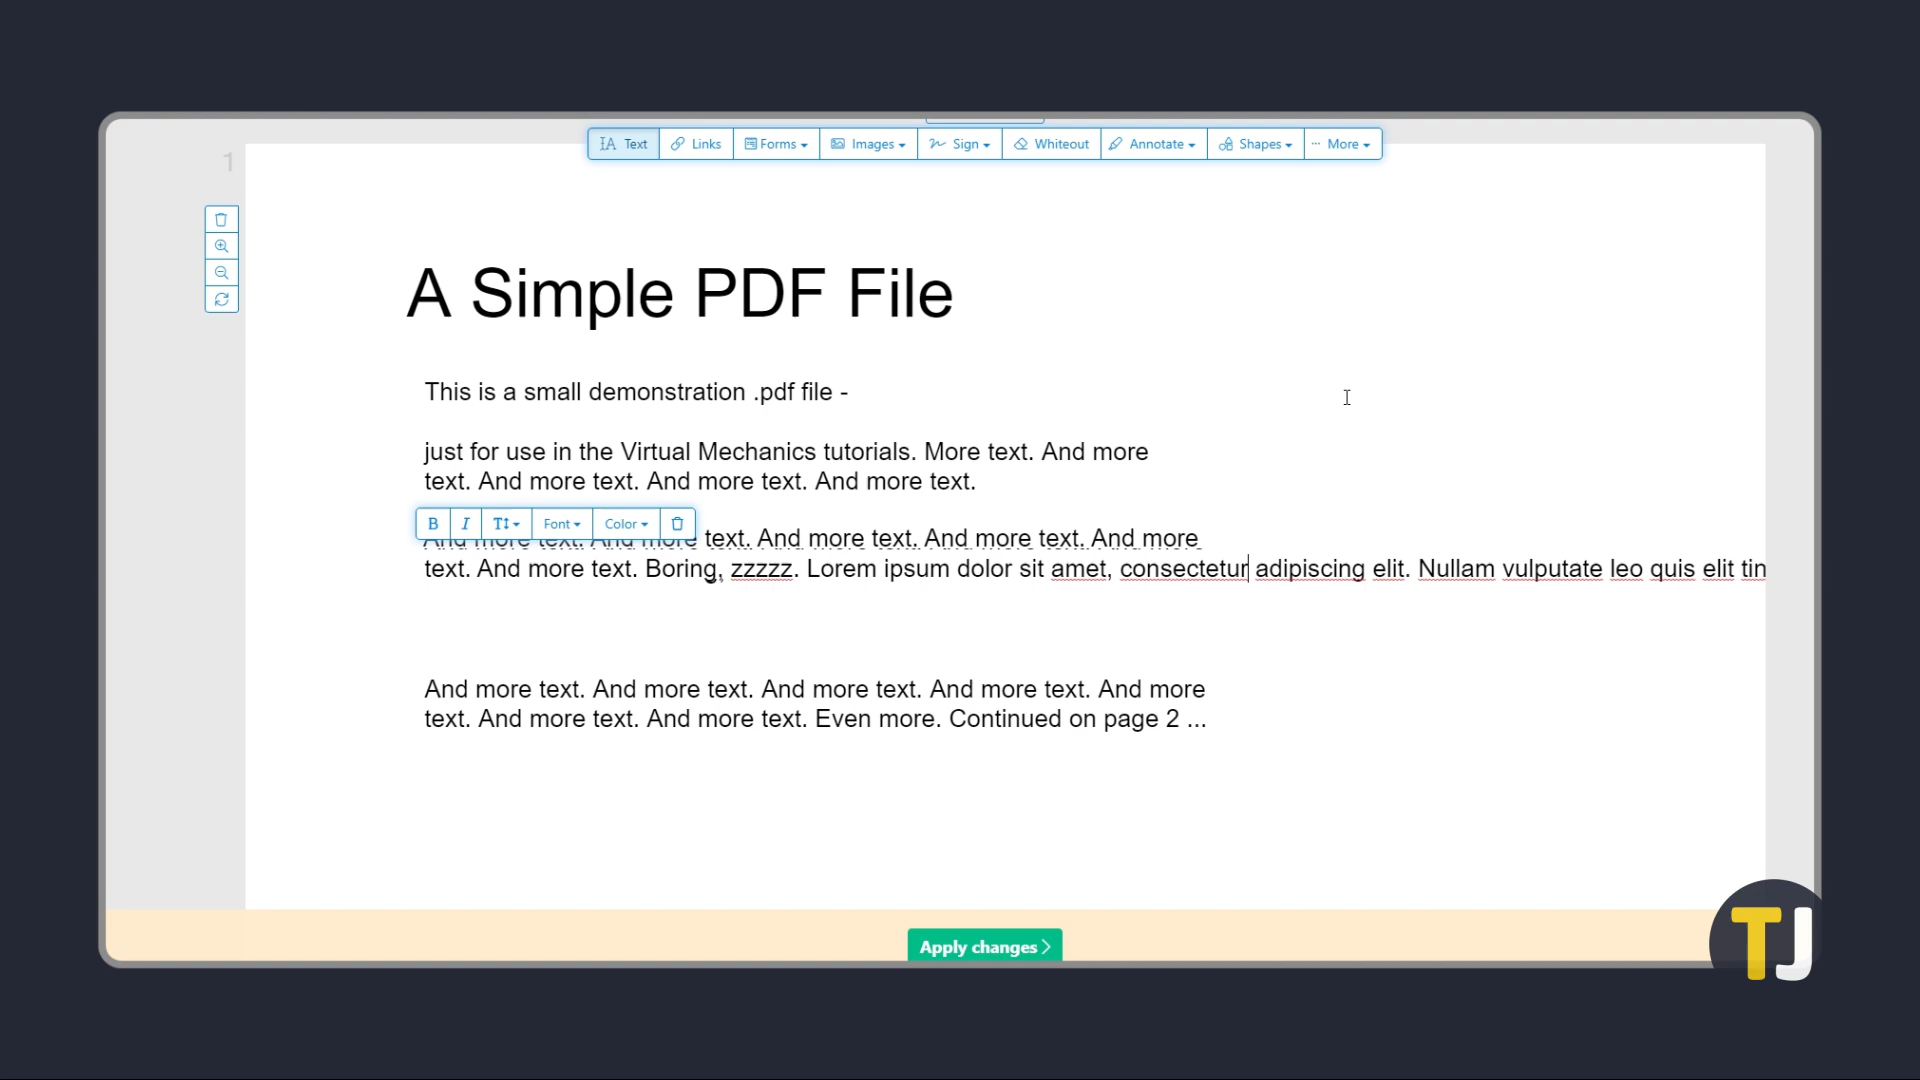 Text Links Forms Images Sign Whiteout Annotate Shapes ··· More
1
A Simple PDF File
This is a small demonstration .pdf file -
just for use in the Virtual Mechanics tutorials. More text. And more
text. And more text. And more text. And more text.
B I T Font Color
And more text. And more text. And more text. And more text. And more
text. And more text. Boring, zzzzz. Lorem ipsum dolor sit amet, consectetur adipiscing elit. Nullam vulputate leo quis elit tin
And more text. And more text. And more text. And more text. And more
text. And more text. And more text. Even more. Continued on page 2 ...
Apply changes
TJ